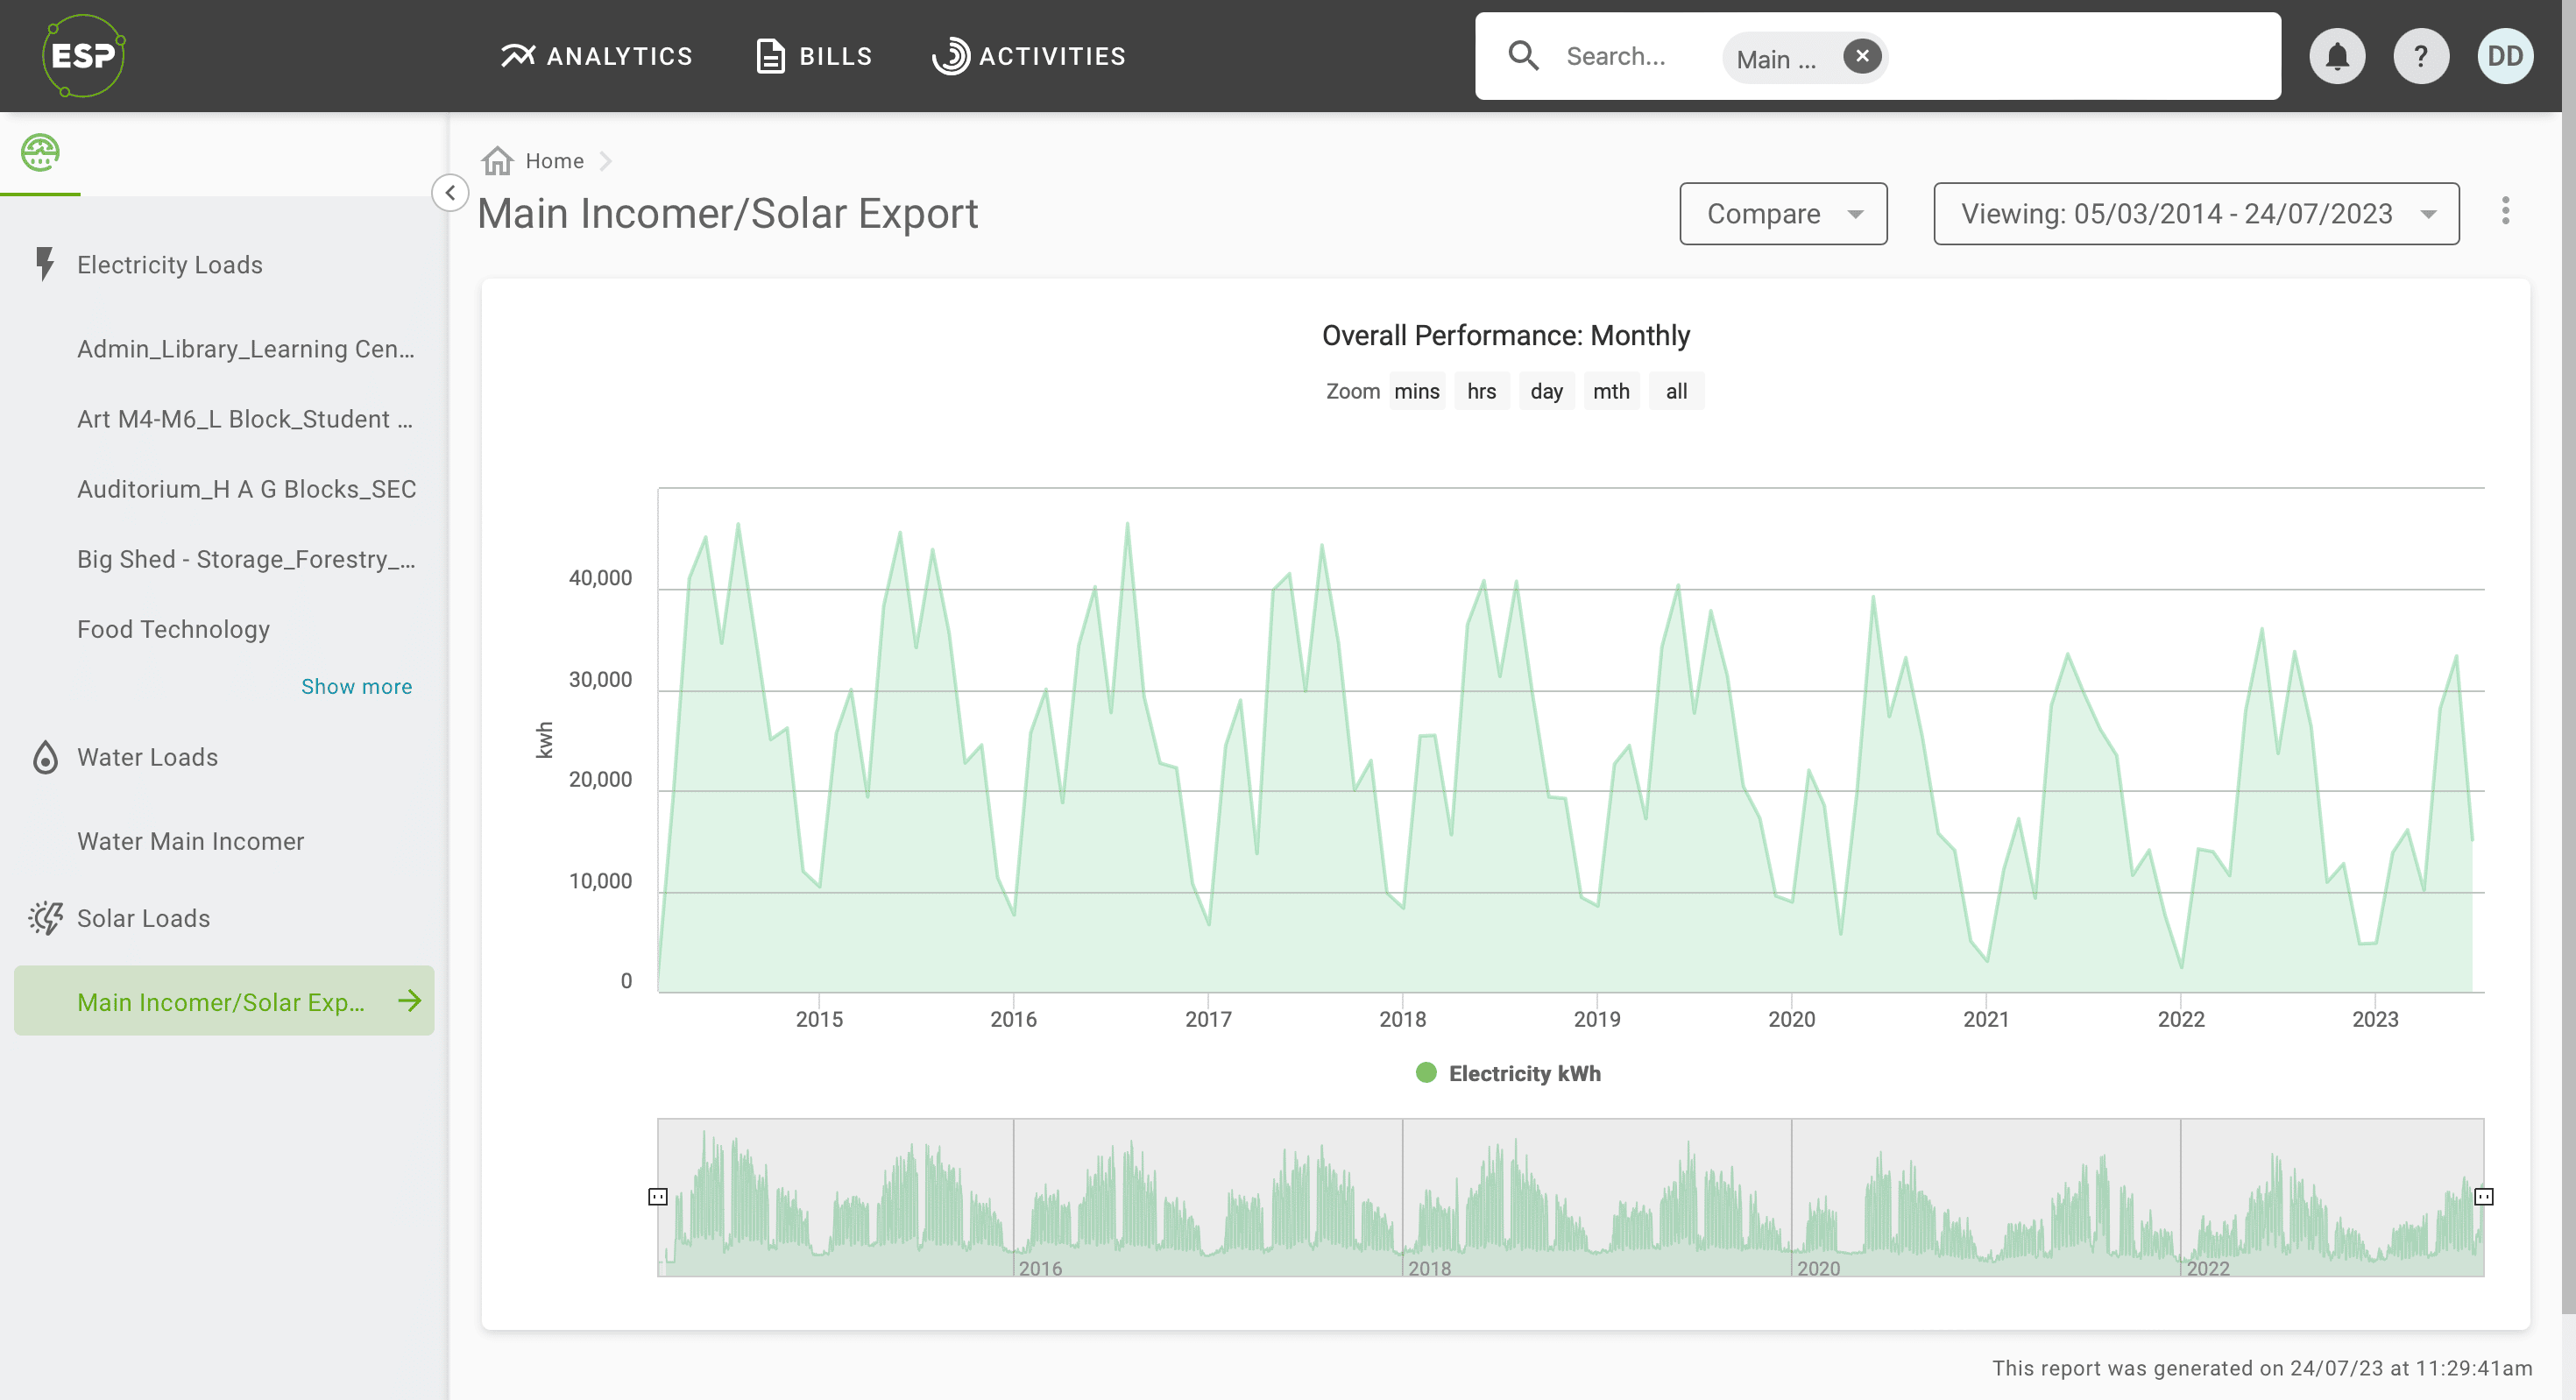 ESP
ANALYTICS
BILLS
ACTIVITIES
Search...
Main ...
?
DD
Home
Main Incomer/Solar Export
Compare
Viewing: 05/03/2014 - 24/07/2023
Electricity Loads
Admin_Library_Learning Cen...
Art M4-M6_L Block_Student ...
Auditorium_H A G Blocks_SEC
Big Shed - Storage_Forestry_...
Food Technology
Show more
Water Loads
Water Main Incomer
Solar Loads
Main Incomer/Solar Exp...
Overall Performance: Monthly
Zoom mins hrs day mth all
kwh
40,000
30,000
20,000
10,000
0
2015 2016 2017 2018 2019 2020 2021 2022 2023
Electricity kWh
2016 2018 2020 2022
This report was generated on 24/07/23 at 11:29:41am